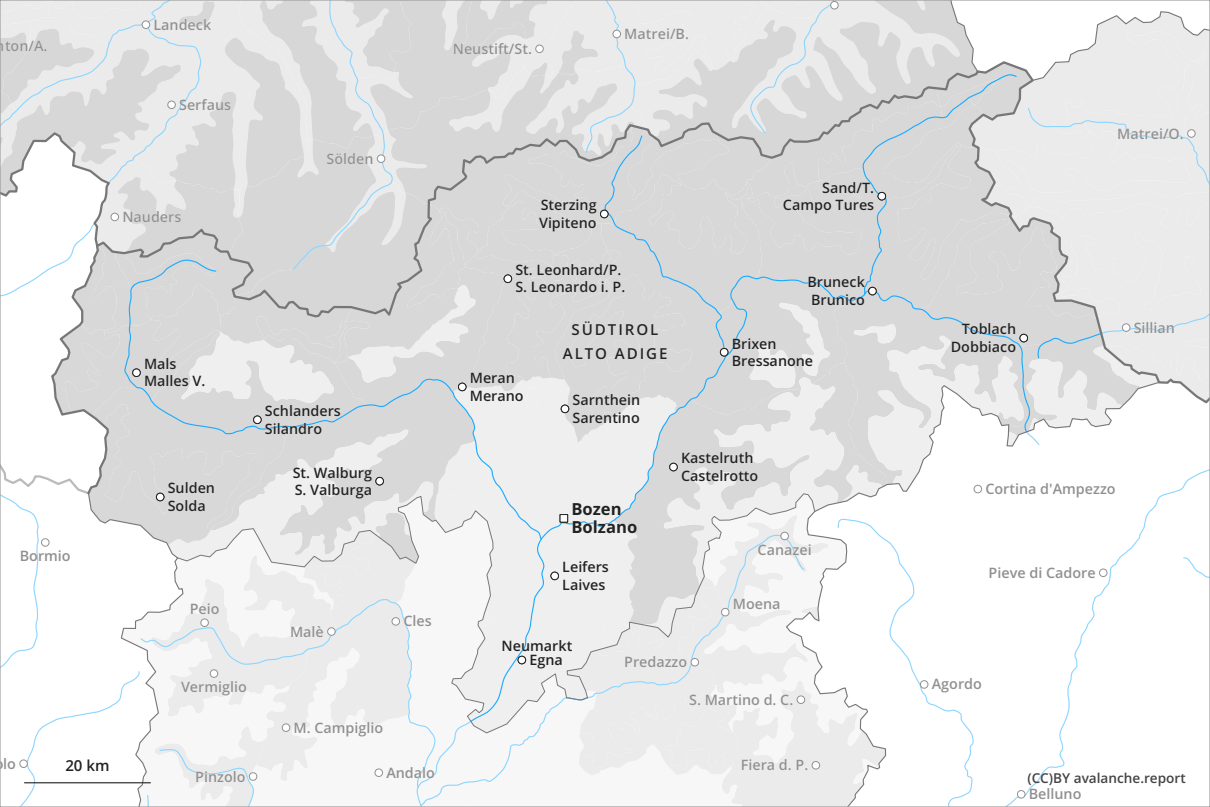 Landeck
Matrei/B.
nton/A.
Neustift/St.
Serfaus
Matrei/O.
Sölden
Sand/T.
Campo Tures
Sterzing
Vipiteno
Nauders
St. Leonhard/P.
S. Leonardo i. P.
Bruneck
Brunico
SÜDTIROL
ALTO ADIGE
Toblach
Dobbiaco
Sillian
Brixen
Bressanone
Mals
Malles V.
Meran
Merano
Schlanders
Silandro
Sarnthein
Sarentino
St. Walburg
S. Valburga
Kastelruth
Castelrotto
Sulden
Solda
Cortina d'Ampezzo
Bozen
Bolzano
Bormio
Canazei
Leifers
Laives
Pieve di Cadore
Peio
Moena
Malè
Cles
Neumarkt
Egna
Predazzo
Vermiglio
Agordo
S. Martino d. C.
M. Campiglio
20 km
olo
Pinzolo
Andalo
Fiera d. P.
(CC)BY avalanche.report
Belluno